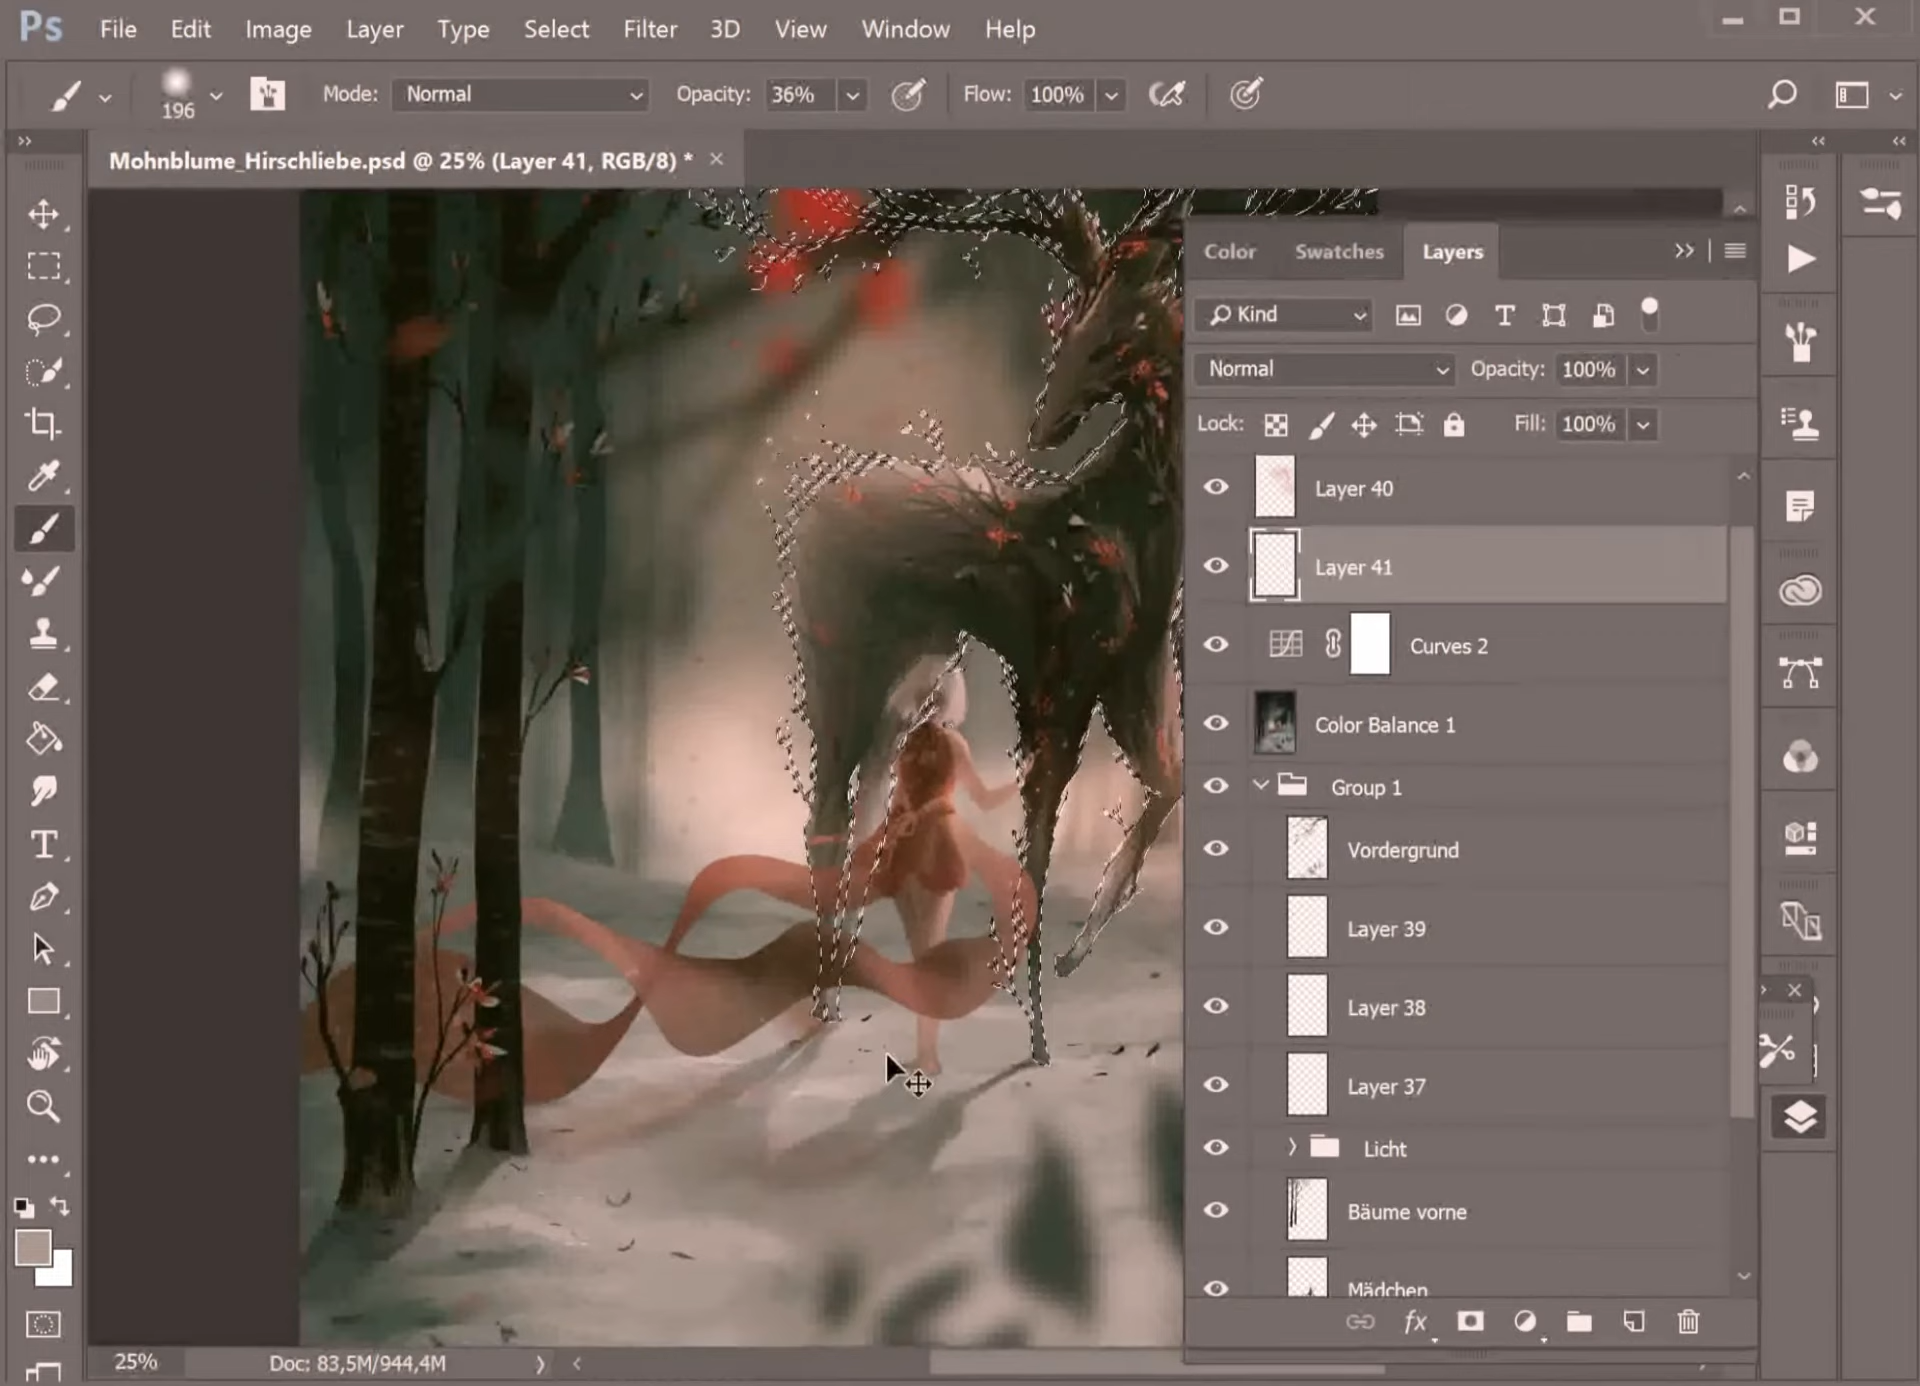 Ps File Edit Image Layer Type Select Filter 3D View Window Help
196 Mode: Normal Opacity: 36% Flow: 100%
Mohnblume_Hirschliebe.psd @ 25% (Layer 41, RGB/8) * ×
Color Swatches Layers
Kind
Normal Opacity: 100%
Lock: Fill: 100%
Layer 40
Layer 41
Curves 2
Color Balance 1
Group 1
Vordergrund
Layer 39
Layer 38
Layer 37
Licht
Bäume vorne
Mädchen
fx
25% Doc: 83,5M/944,4M